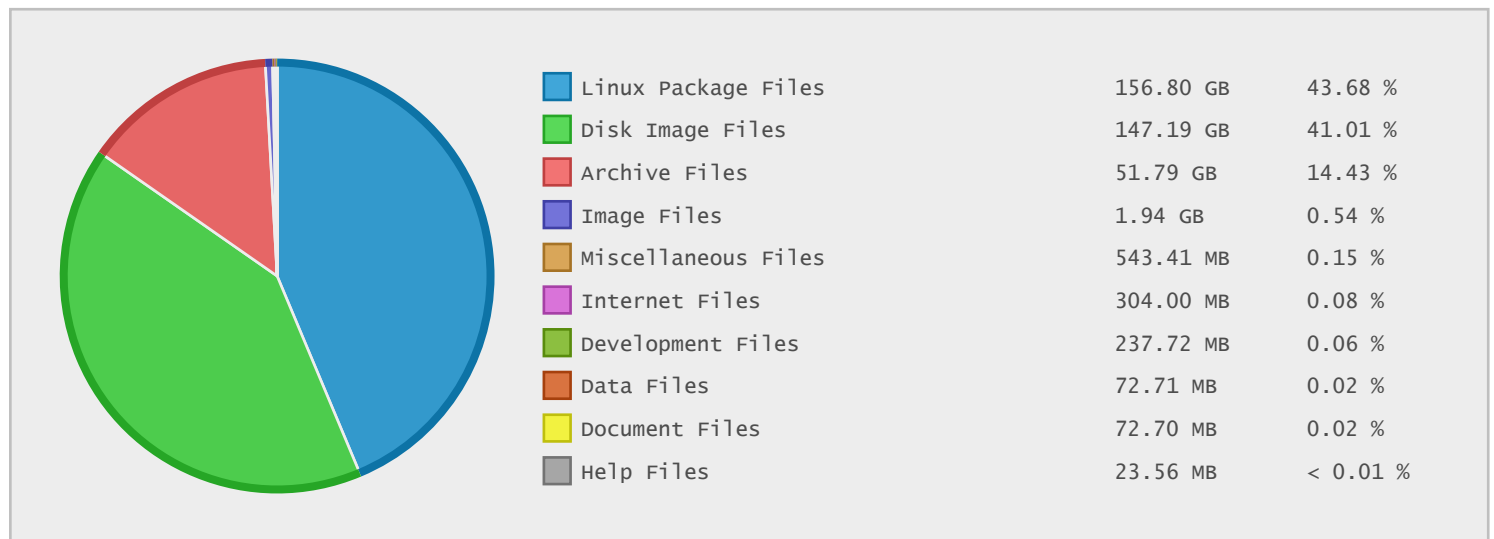 Linux Package Files 156.80 GB 43.68 %
Disk Image Files 147.19 GB 41.01 %
Archive Files 51.79 GB 14.43 %
Image Files 1.94 GB 0.54 %
Miscellaneous Files 543.41 MB 0.15 %
Internet Files 304.00 MB 0.08 %
Development Files 237.72 MB 0.06 %
Data Files 72.71 MB 0.02 %
Document Files 72.70 MB 0.02 %
Help Files 23.56 MB < 0.01 %